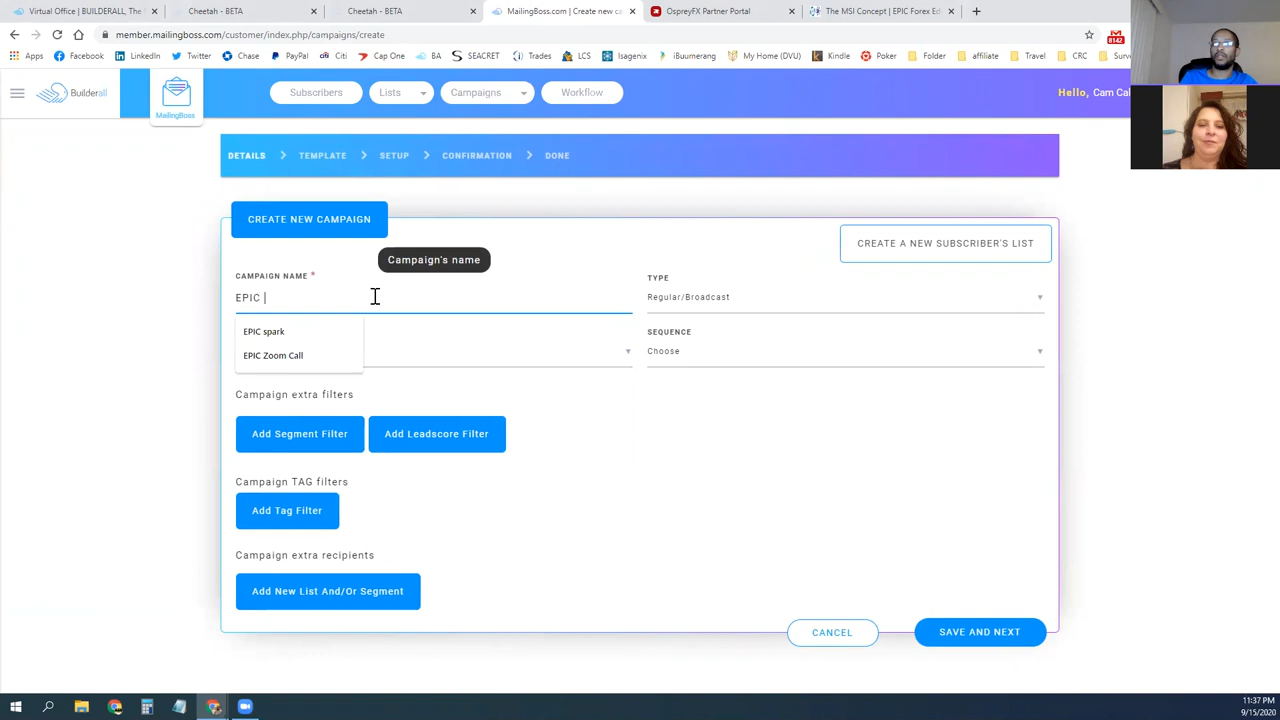 Virtual Office | BUILDERALL, The
Cheetah - BETA
Cheetah - BETA
MailingBoss.com | Create new ca
OspreyFX Partner Portal
The MSI Concept | EPIC Forex Ed
member.mailingboss.com/customer/index.php/campaigns/create
8142
Apps
Facebook
LinkedIn
Twitter
Chase
PayPal
Citi
Cap One
BA
SEACRET
Trades
LCS
Isagenix
iBuumerang
My Home (DVU)
Kindle
Poker
Folder
affiliate
Travel
CRC
Surv
Builderall
MailingBoss
Subscribers
Lists
Campaigns
Workflow
Hello, Cam Cal
DETAILS
TEMPLATE
SETUP
CONFIRMATION
DONE
CREATE NEW CAMPAIGN
CREATE A NEW SUBSCRIBER'S LIST
Campaign's name
CAMPAIGN NAME *
EPIC
EPIC spark
EPIC Zoom Call
TYPE
Regular/Broadcast
SEQUENCE
Choose
Campaign extra filters
Add Segment Filter
Add Leadscore Filter
Campaign TAG filters
Add Tag Filter
Campaign extra recipients
Add New List And/Or Segment
CANCEL
SAVE AND NEXT
11:37 PM
9/15/2020